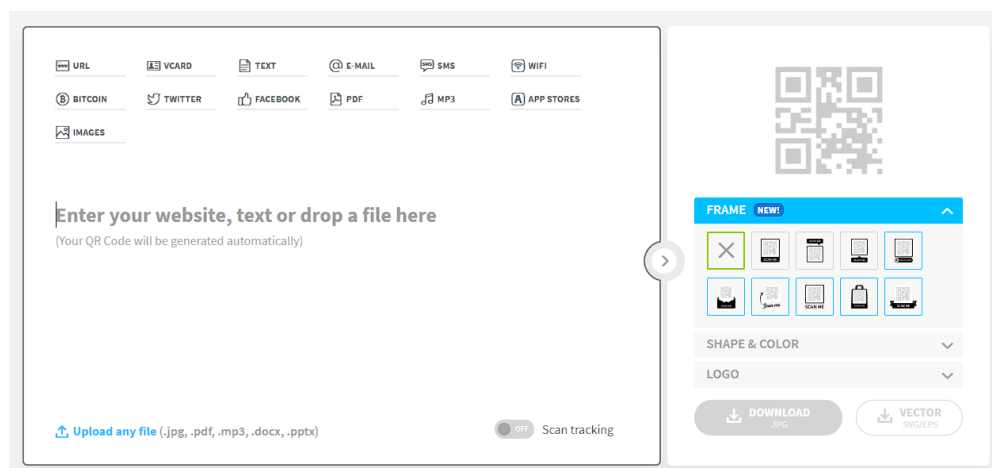 URL VCARD TEXT E-MAIL SMS WIFI
BITCOIN TWITTER FACEBOOK PDF MP3 APP STORES
IMAGES
Enter your website, text or drop a file here
(Your QR Code will be generated automatically)
Upload any file (.jpg, .pdf, .mp3, .docx, .pptx)
OFF Scan tracking
FRAME NEW!
SCAN ME
SHAPE & COLOR
LOGO
DOWNLOAD
JPG
VECTOR
SVG/EPS